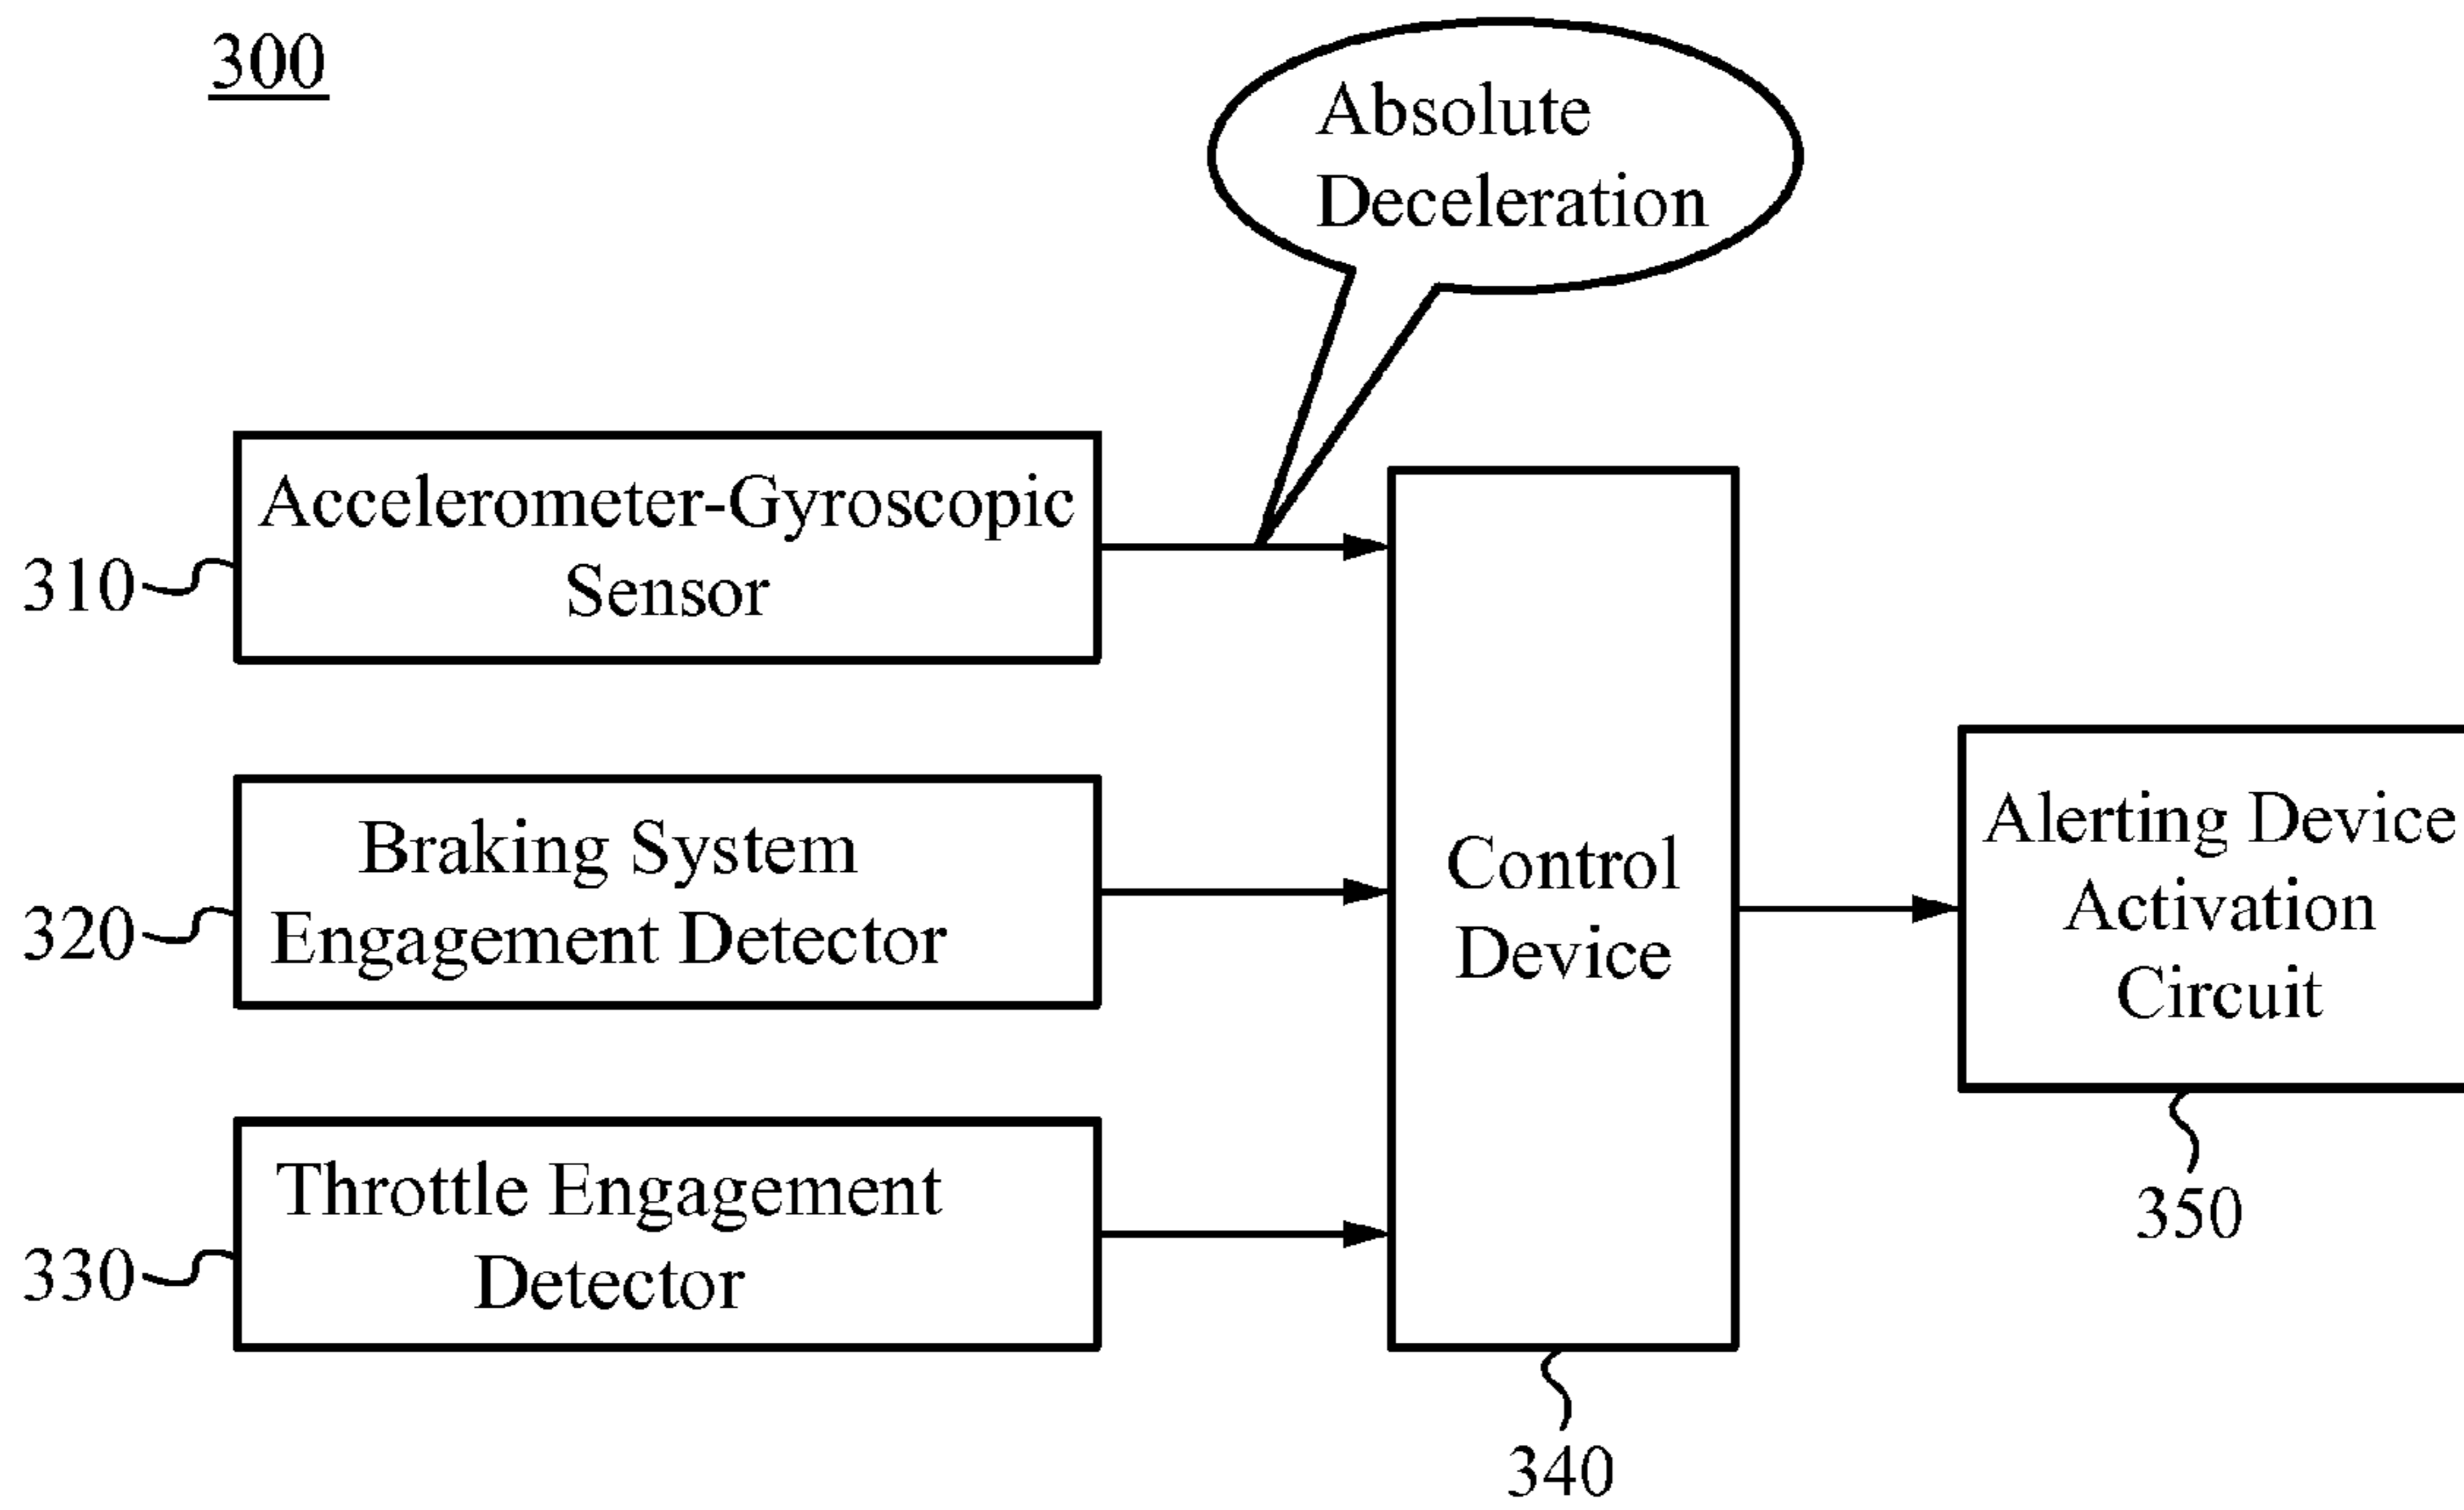 300
Absolute
Deceleration
Accelerometer-Gyroscopic
Sensor
310
Braking System
Engagement Detector
320
Throttle Engagement
Detector
330
Control
Device
340
Alerting Device
Activation
Circuit
350